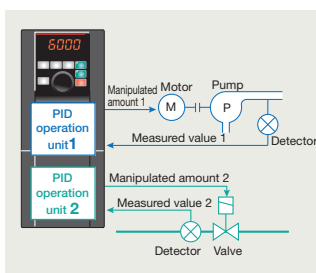 6000
Manipulated
amount 1
Motor
Pump
M
P
PID
operation
unit1
Measured value 1
Detector
PID
operation
unit 2
Manipulated amount 2
Measured value 2
Detector
Valve